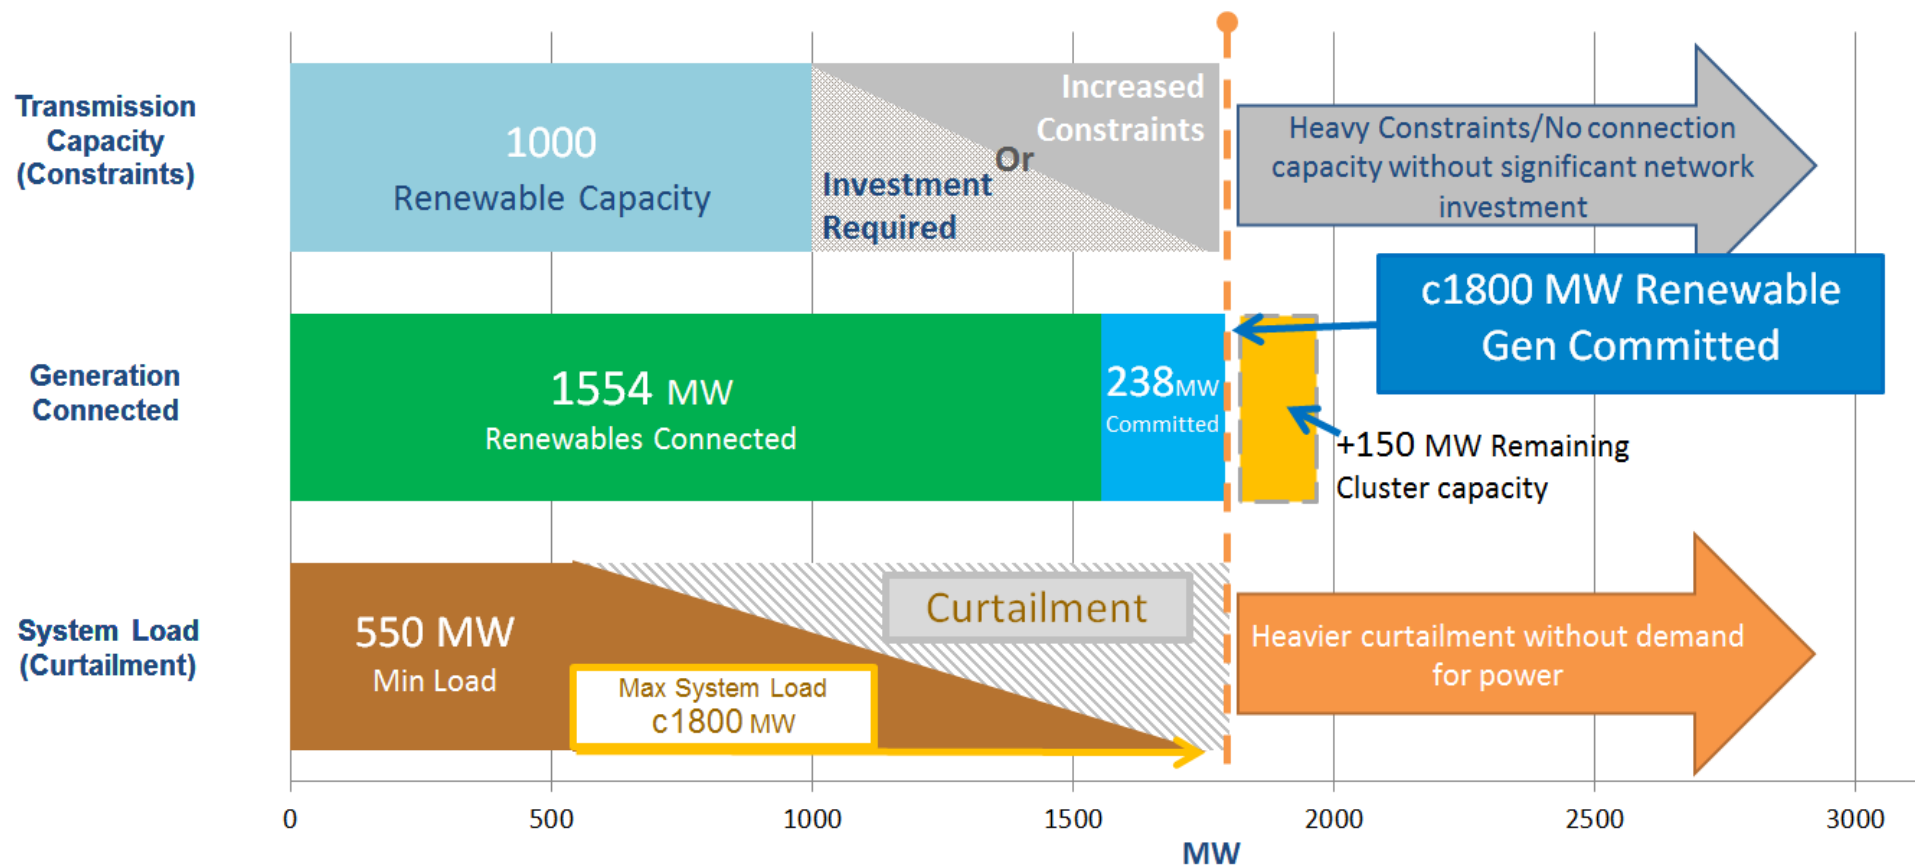 Transmission
Capacity
(Constraints)
1000
Renewable Capacity
Increased
Constraints
Or
Investment
Required
Heavy Constraints/No connection
capacity without significant network
investment
c1800 MW Renewable
Gen Committed
Generation
Connected
1554 MW
Renewables Connected
238MW
Committed
+150 MW Remaining
Cluster capacity
System Load
(Curtailment)
550 MW
Min Load
Max System Load
c1800 MW
Curtailment
Heavier curtailment without demand
for power
0 500 1000 1500 2000 2500 3000
MW